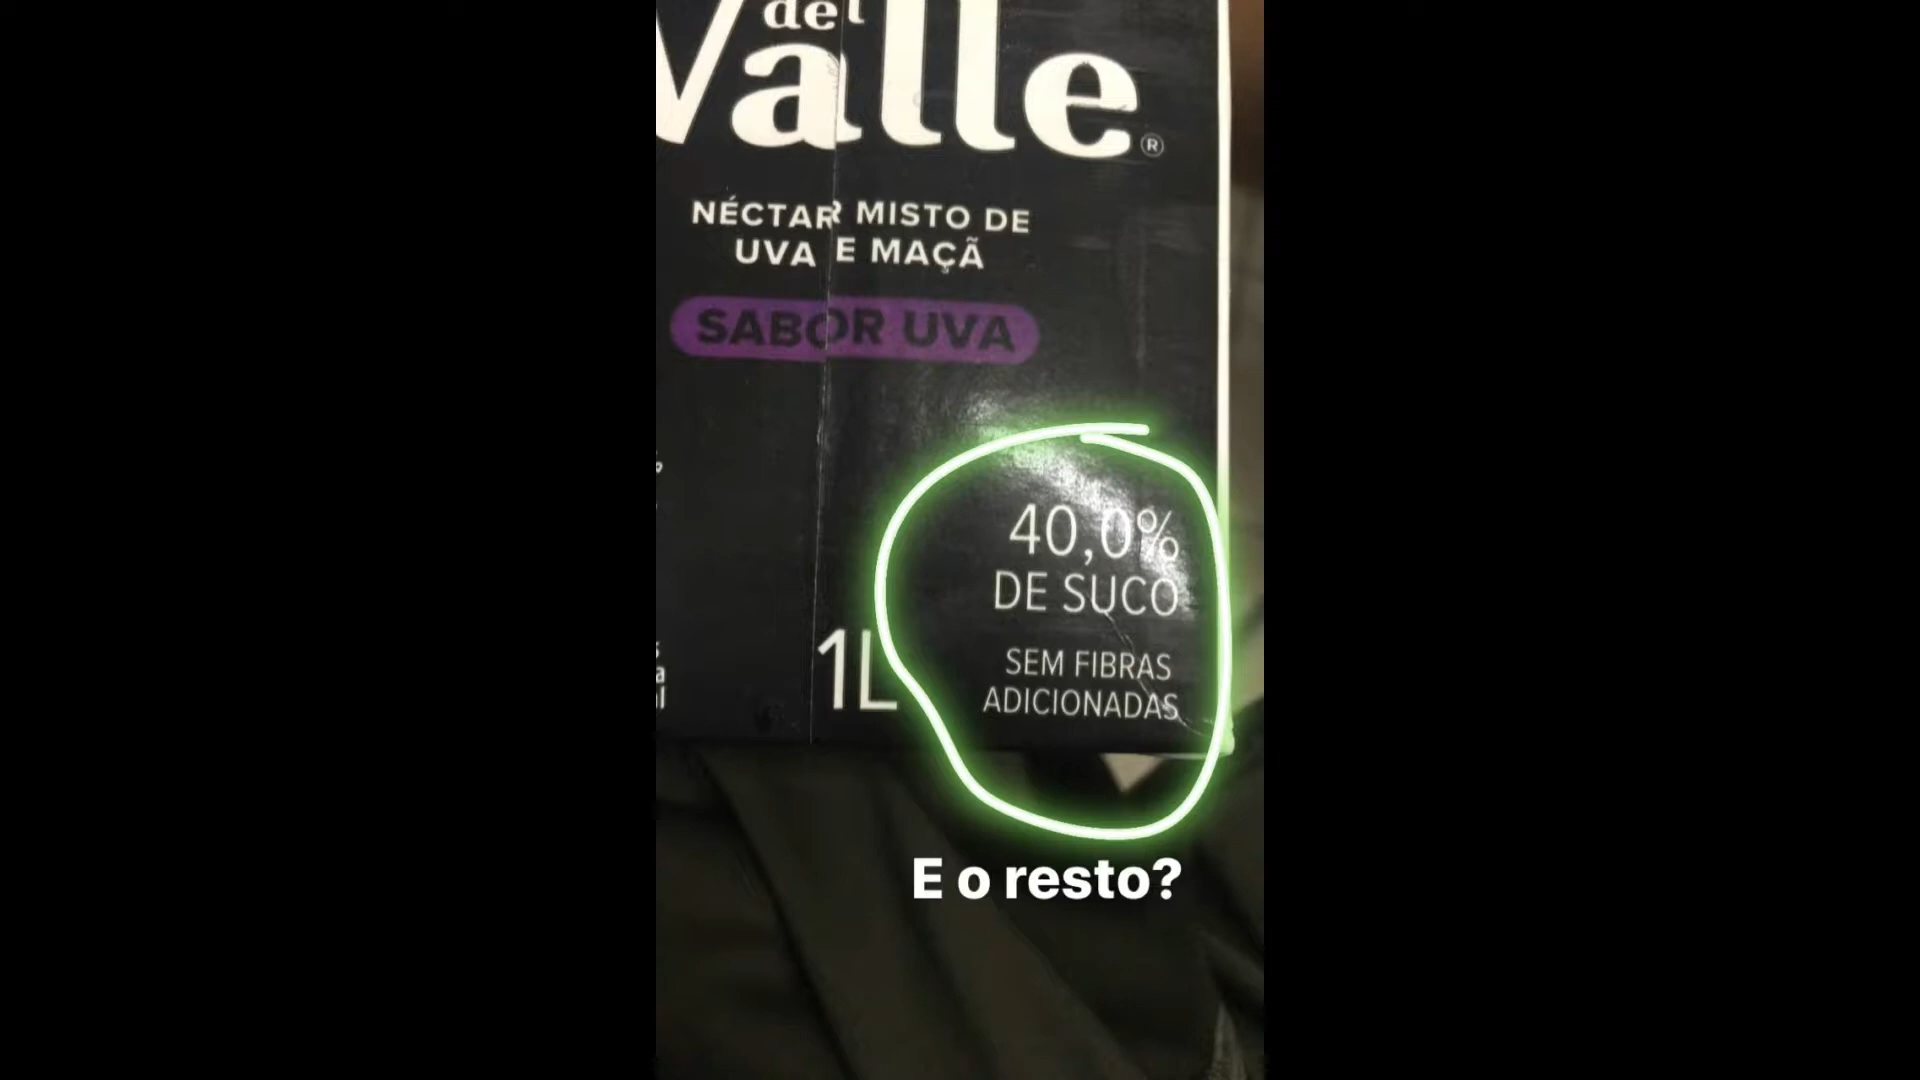 del
Valle®
NÉCTAR MISTO DE
UVA E MAÇÃ
SABOR UVA
40,0%
DE SUCO
1L
SEM FIBRAS
ADICIONADAS
E o resto?